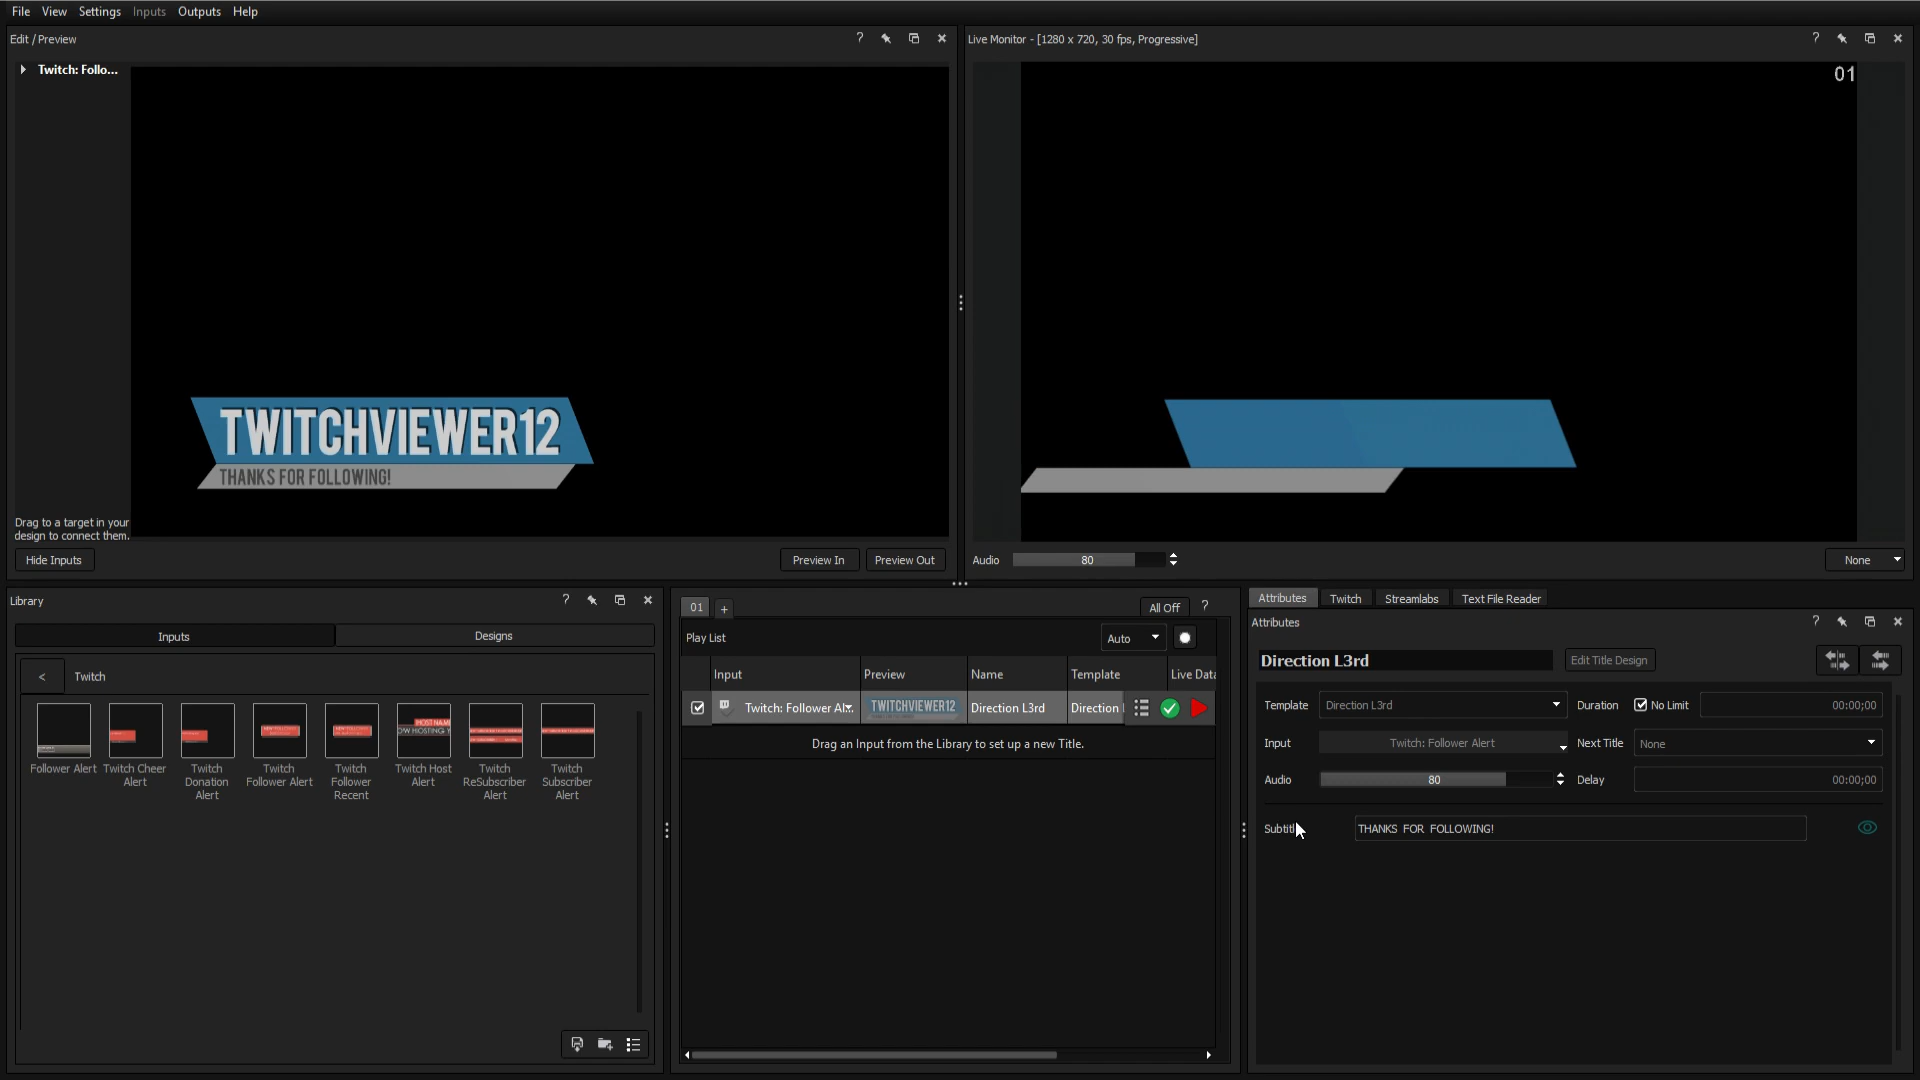 File View Settings Inputs Outputs Help
Edit / Preview
?
Live Monitor - [1280 x 720, 30 fps, Progressive]
?
Twitch: Follo...
01
TWITCHVIEWER12
THANKS FOR FOLLOWING!
Drag to a target in your
design to connect them.
Hide Inputs
Preview In
Preview Out
Audio
80
None
Library
?
Inputs
Designs
<
Twitch
Follower Alert
Twitch Cheer
Alert
Twitch
Donation
Alert
Twitch
Follower Alert
Twitch
Follower
Recent
Twitch Host
Alert
Twitch
ReSubscriber
Alert
Twitch
Subscriber
Alert
01
+
All Off
?
Play List
Auto
Input
Preview
Name
Template
Live Data
Twitch: Follower Al...
TWITCHVIEWER12
Direction L3rd
Direction
Drag an Input from the Library to set up a new Title.
Attributes
Twitch
Streamlabs
Text File Reader
Attributes
?
Direction L3rd
Edit Title Design
Template
Direction L3rd
Duration
No Limit
00:00;00
Input
Twitch: Follower Alert
Next Title
None
Audio
80
Delay
00:00;00
Subtitl
THANKS FOR FOLLOWING!